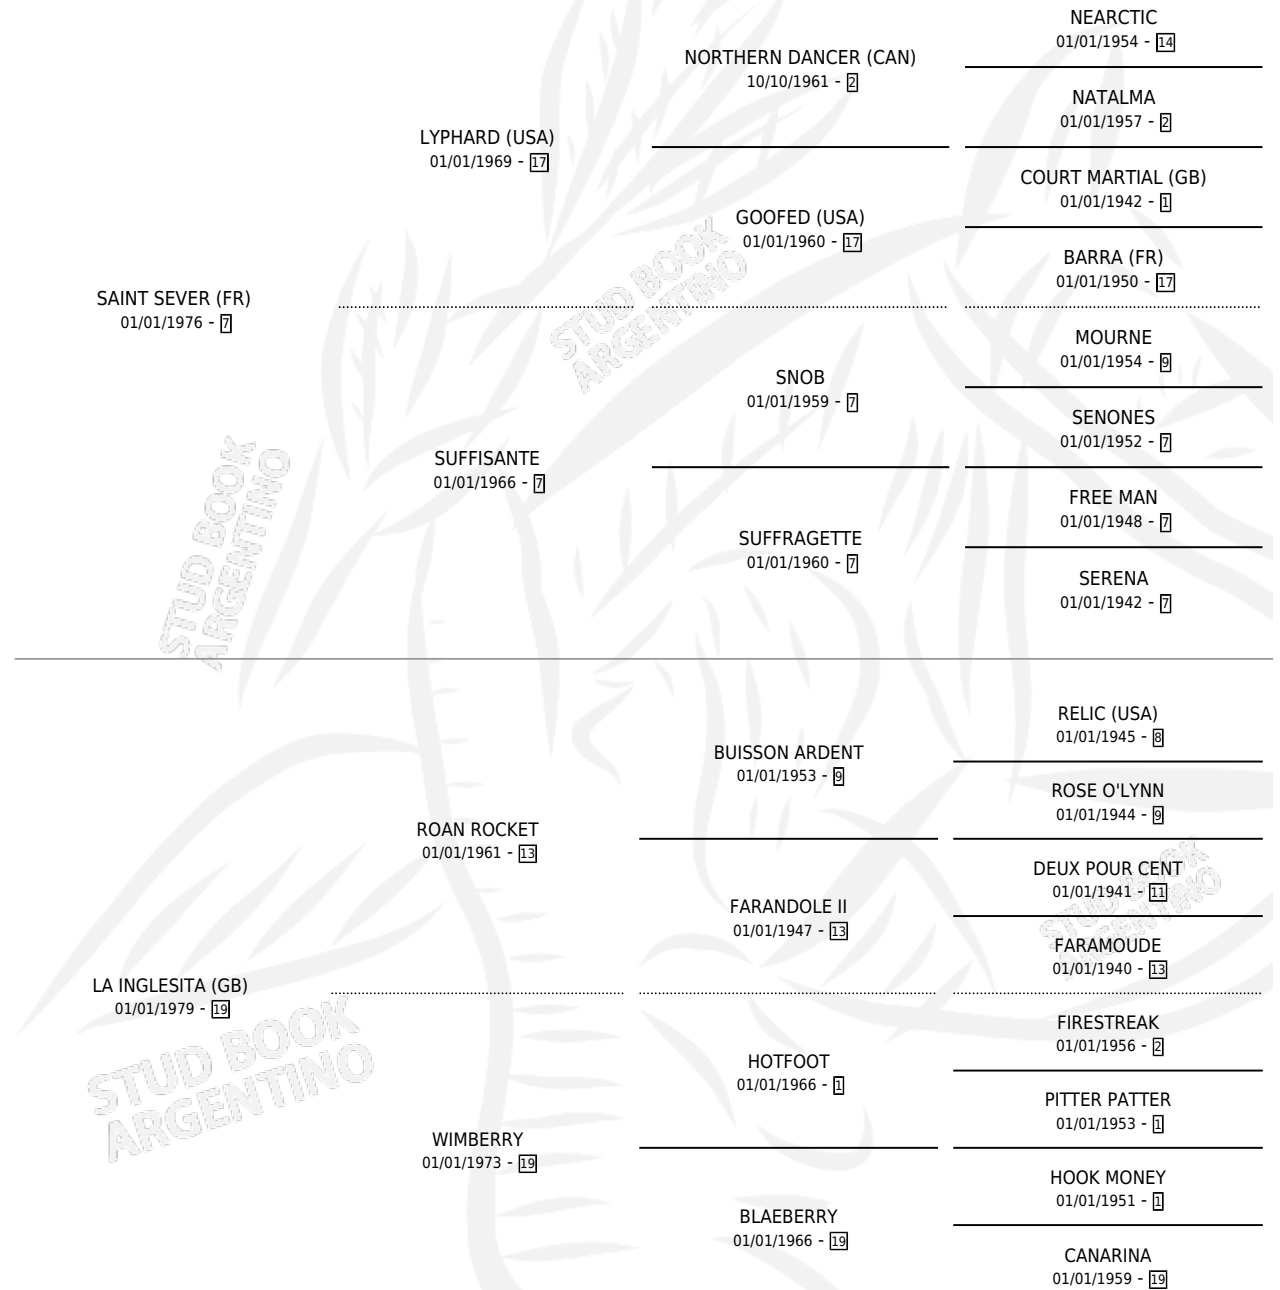 NEARCTIC
01/01/1954 - 14
NORTHERN DANCER (CAN)
10/10/1961 - 2
NATALMA
01/01/1957 - 2
LYPHARD (USA)
01/01/1969 - 17
COURT MARTIAL (GB)
01/01/1942 - 1
GOOFED (USA)
01/01/1960 - 17
BARRA (FR)
01/01/1950 - 17
SAINT SEVER (FR)
01/01/1976 - 7
STUD BOOK
ARGENTINO
MOURNE
01/01/1954 - 9
SNOB
01/01/1959 - 7
SENONES
01/01/1952 - 7
SUFFISANTE
01/01/1966 - 7
FREE MAN
01/01/1948 - 7
SUFFRAGETTE
01/01/1960 - 7
SERENA
01/01/1942 - 7
STUD BOOK
ARGENTINO
RELIC (USA)
01/01/1945 - 8
BUISSON ARDENT
01/01/1953 - 9
ROSE O'LYNN
01/01/1944 - 9
ROAN ROCKET
01/01/1961 - 13
DEUX POUR CENT
01/01/1941 - 11
FARANDOLE II
01/01/1947 - 13
STUD BOOK
ARGENTINO
FARAMOUDE
01/01/1940 - 13
LA INGLESITA (GB)
01/01/1979 - 19
FIRESTREAK
01/01/1956 - 2
HOTFOOT
01/01/1966 - 1
STUD BOOK
ARGENTINO
PITTER PATTER
01/01/1953 - 1
WIMBERRY
01/01/1973 - 19
HOOK MONEY
01/01/1951 - 1
BLAEBERRY
01/01/1966 - 19
CANARINA
01/01/1959 - 19